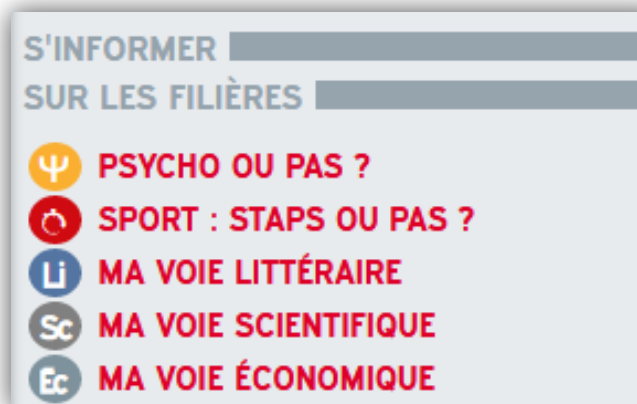 S'INFORMER
SUR LES FILIÈRES
Ψ PSYCHO OU PAS ?
SPORT : STAPS OU PAS ?
Li MA VOIE LITTÉRAIRE
Sc MA VOIE SCIENTIFIQUE
Ec MA VOIE ÉCONOMIQUE